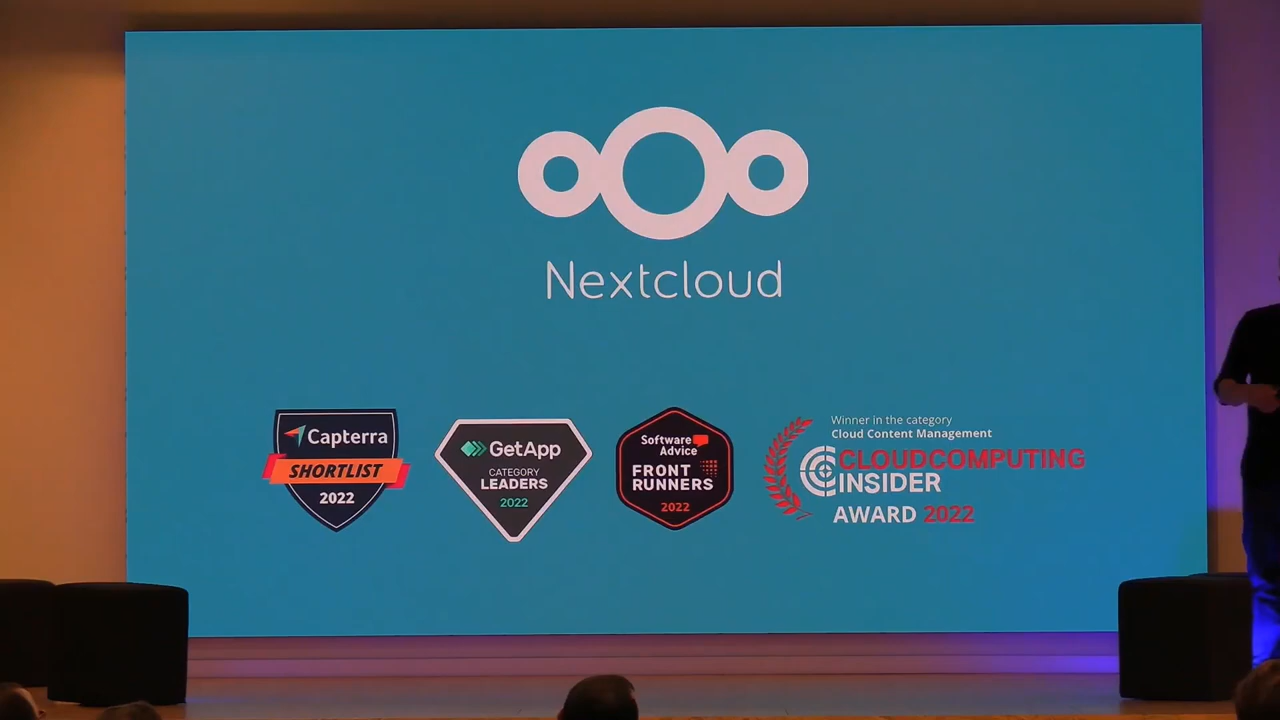 Nextcloud
Capterra
SHORTLIST
2022
GetApp
CATEGORY
LEADERS
2022
Software
Advice
FRONT
RUNNERS
2022
Winner in the category
Cloud Content Management
CLOUDCOMPUTING
INSIDER
AWARD 2022